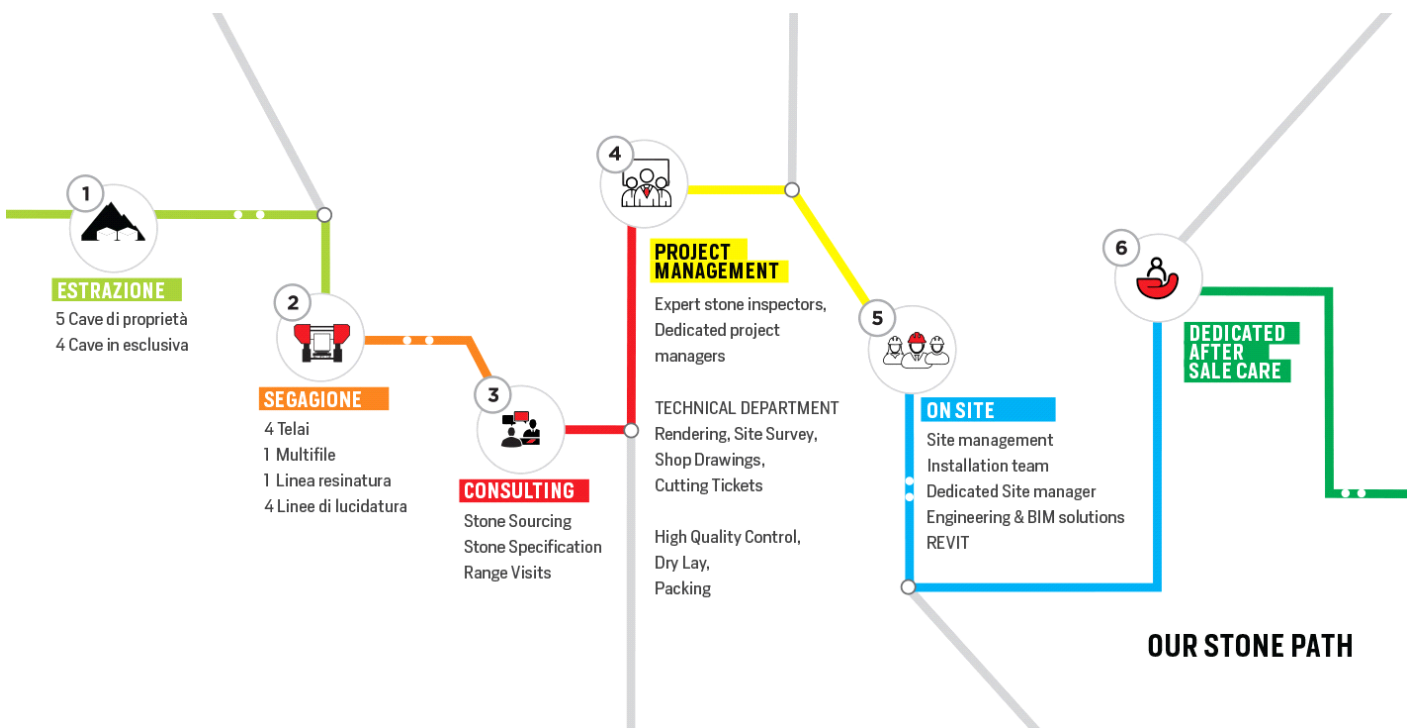 1
ESTRAZIONE
5 Cave di proprietà
4 Cave in esclusiva
2
SEGAGIONE
4 Telai
1 Multifile
1 Linea resinatura
4 Linee di lucidatura
3
CONSULTING
Stone Sourcing
Stone Specification
Range Visits
4
PROJECT
MANAGEMENT
Expert stone inspectors,
Dedicated project
managers
TECHNICAL DEPARTMENT
Rendering, Site Survey,
Shop Drawings,
Cutting Tickets
High Quality Control,
Dry Lay,
Packing
5
ON SITE
Site management
Installation team
Dedicated Site manager
Engineering & BIM solutions
REVIT
6
DEDICATED
AFTER
SALE CARE
OUR STONE PATH